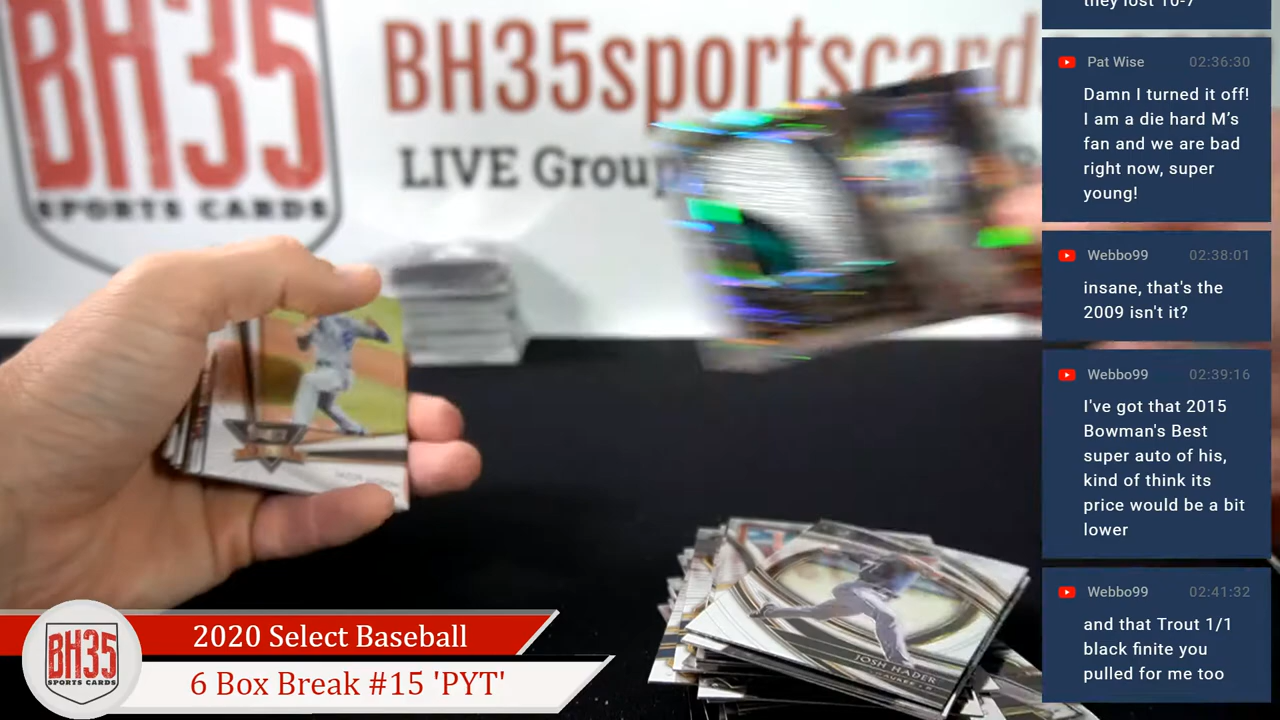 BH35
SPORTS CARDS
BH35sportscard
LIVE Group
JOSH HADER
they lost 10-7
Pat Wise 02:36:30
Damn I turned it off!
I am a die hard M's
fan and we are bad
right now, super
young!
Webbo99 02:38:01
insane, that's the
2009 isn't it?
Webbo99 02:39:16
I've got that 2015
Bowman's Best
super auto of his,
kind of think its
price would be a bit
lower
Webbo99 02:41:32
and that Trout 1/1
black finite you
pulled for me too
BH35
SPORTS CARDS
2020 Select Baseball
6 Box Break #15 'PYT'